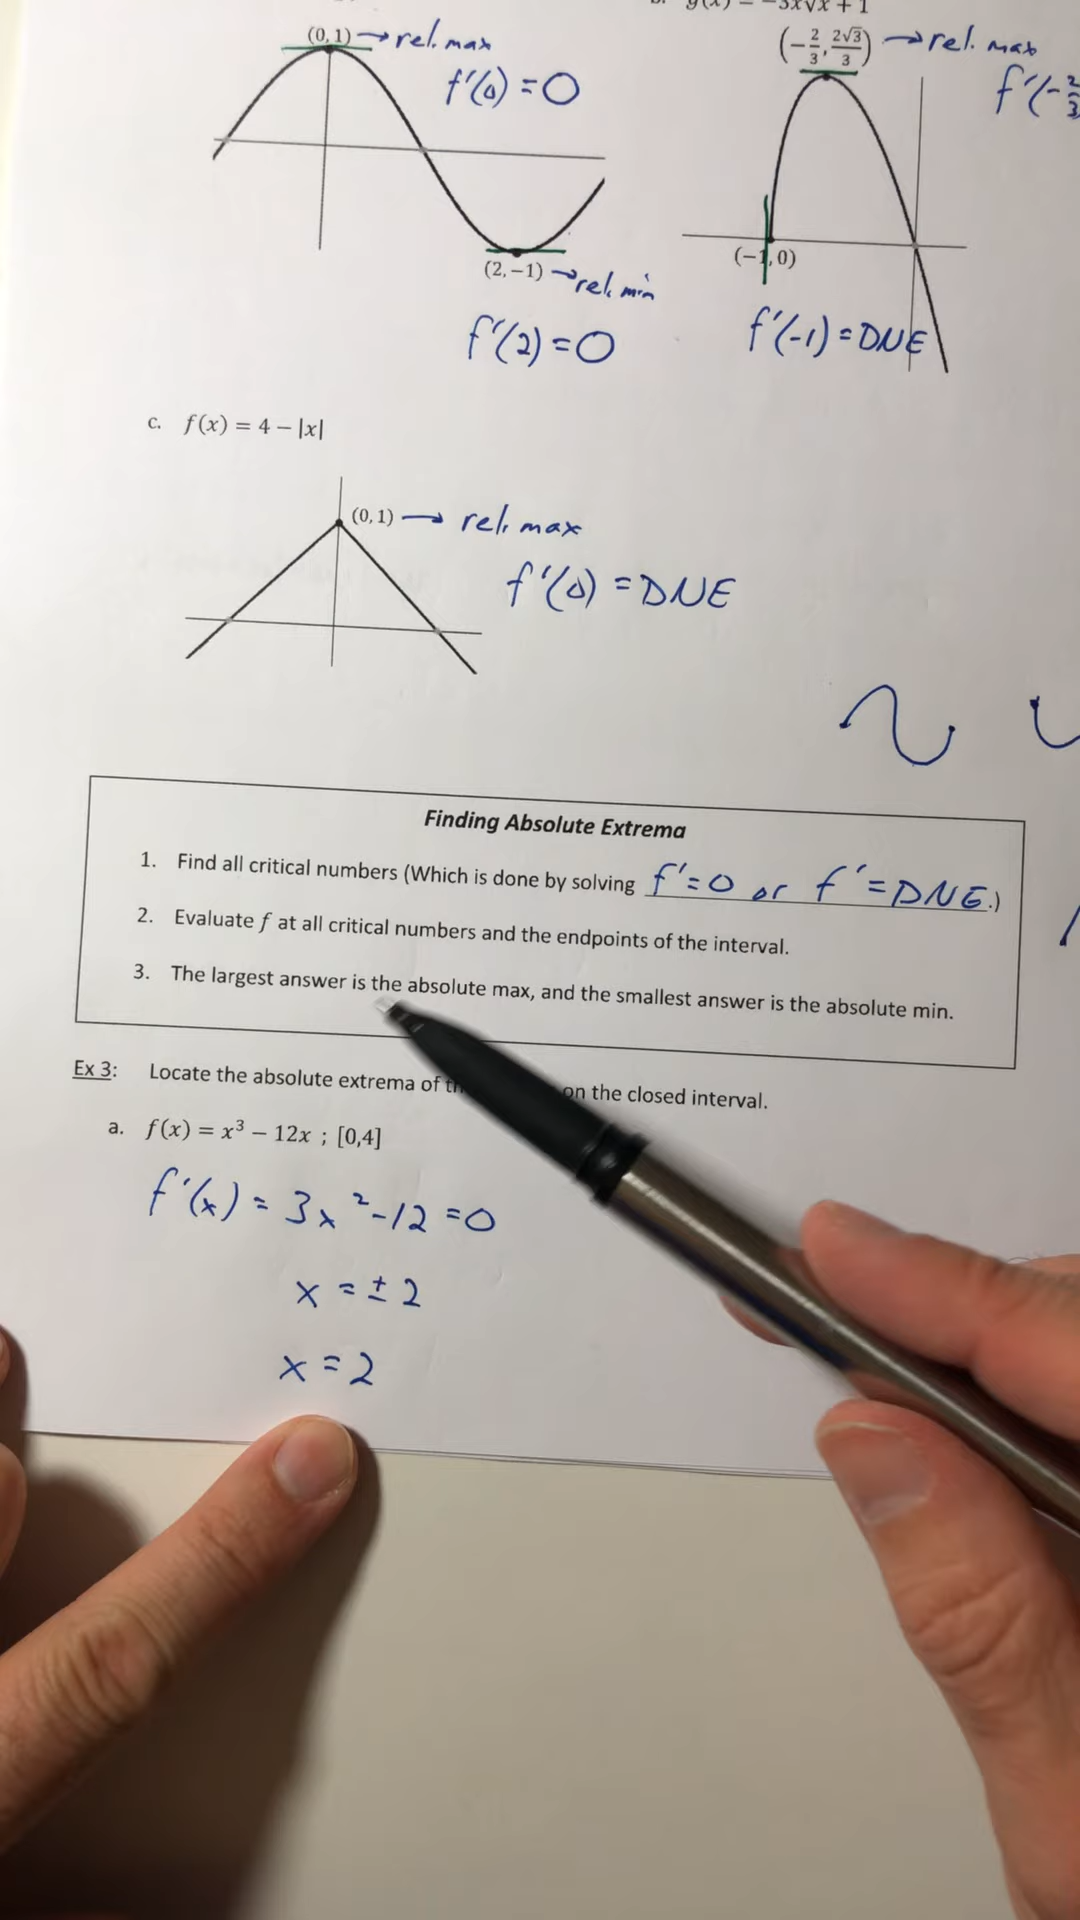 g(x) = −3x√x + 1
(0, 1) → rel. max
f'(0) = 0
(2, −1) → rel. min
f'(2) = 0
(−2/3, 2√3/3) → rel. max
f'(−2/3)
(−1, 0)
f'(−1) = DNE
c. f(x) = 4 − |x|
(0, 1) → rel. max
f'(0) = DNE
Finding Absolute Extrema
1. Find all critical numbers (Which is done by solving f'=0 or f'=DNE.)
2. Evaluate f at all critical numbers and the endpoints of the interval.
3. The largest answer is the absolute max, and the smallest answer is the absolute min.
Ex 3: Locate the absolute extrema of on the closed interval.
a. f(x) = x³ − 12x ; [0,4]
f'(x) = 3x² − 12 = 0
x = ± 2
x = 2